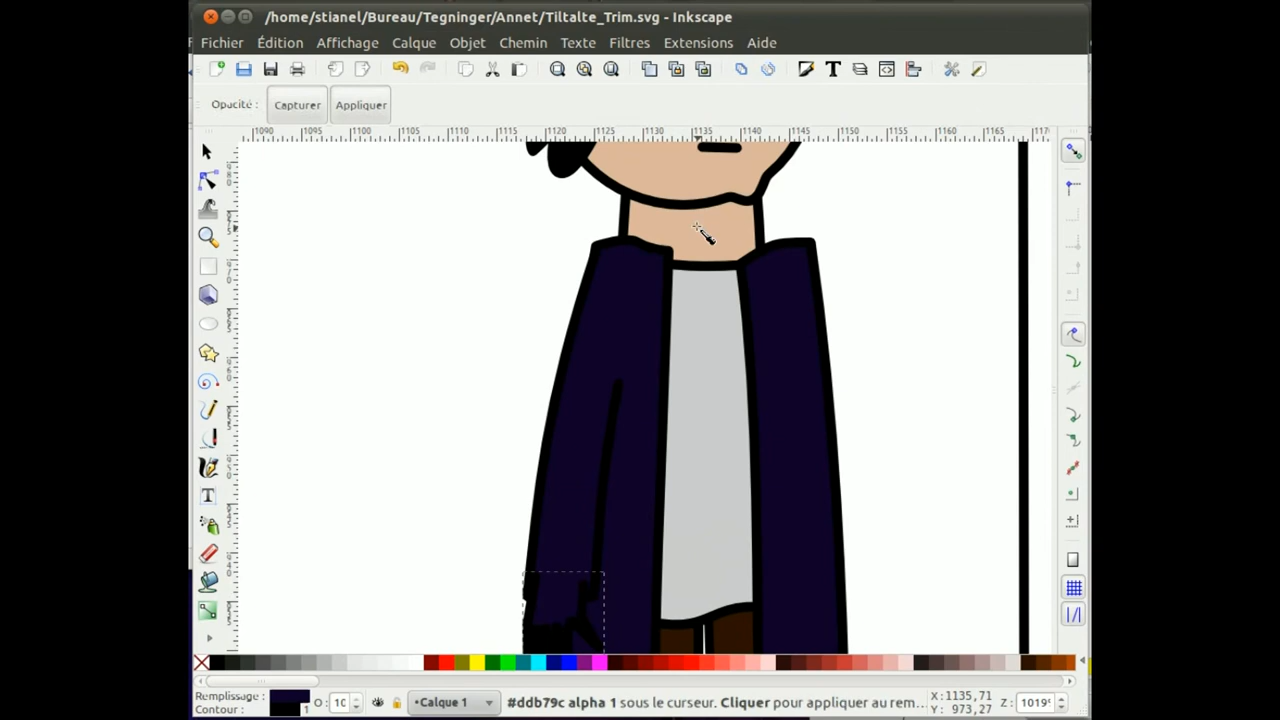 /home/stianel/Bureau/Tegninger/Annet/Tiltalte_Trim.svg - Inkscape
Fichier Édition Affichage Calque Objet Chemin Texte Filtres Extensions Aide
Opacité : Capturer Appliquer
1090 1095 1100 1105 1110 1115 1120 1125 1130 1135 1140 1145 1150 1155 1160 1165 117
Remplissage :
Contour : 1
O: 10
•Calque 1
#ddb79c alpha 1 sous le curseur. Cliquer pour appliquer au rem...
X: 1135,71
Y: 973,27
Z: 1019